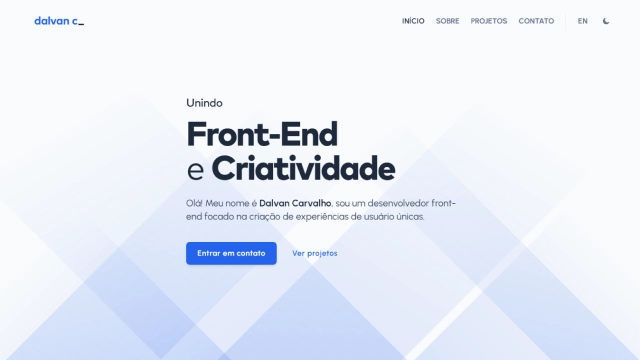 dalvan c_
INÍCIO SOBRE PROJETOS CONTATO EN
Unindo
Front-End
e Criatividade
Olá! Meu nome é Dalvan Carvalho, sou um desenvolvedor front-
end focado na criação de experiências de usuário únicas.
Entrar em contato Ver projetos